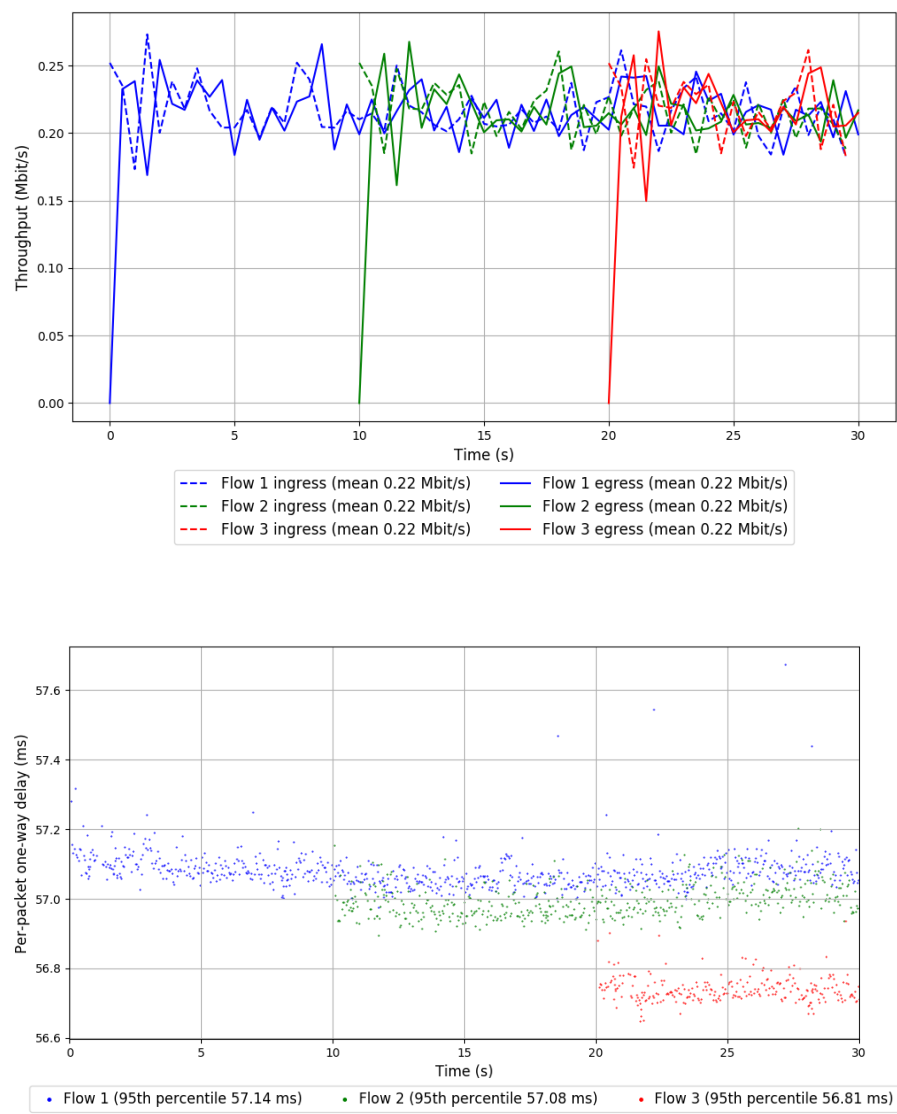 0.25
0.20
0.15
0.10
0.05
0.00
Throughput (Mbit/s)
0 5 10 15 20 25 30
Time (s)
Flow 1 ingress (mean 0.22 Mbit/s) Flow 1 egress (mean 0.22 Mbit/s)
Flow 2 ingress (mean 0.22 Mbit/s) Flow 2 egress (mean 0.22 Mbit/s)
Flow 3 ingress (mean 0.22 Mbit/s) Flow 3 egress (mean 0.22 Mbit/s)
57.6
57.4
57.2
57.0
56.8
56.6
Per-packet one-way delay (ms)
0 5 10 15 20 25 30
Time (s)
Flow 1 (95th percentile 57.14 ms) Flow 2 (95th percentile 57.08 ms) Flow 3 (95th percentile 56.81 ms)